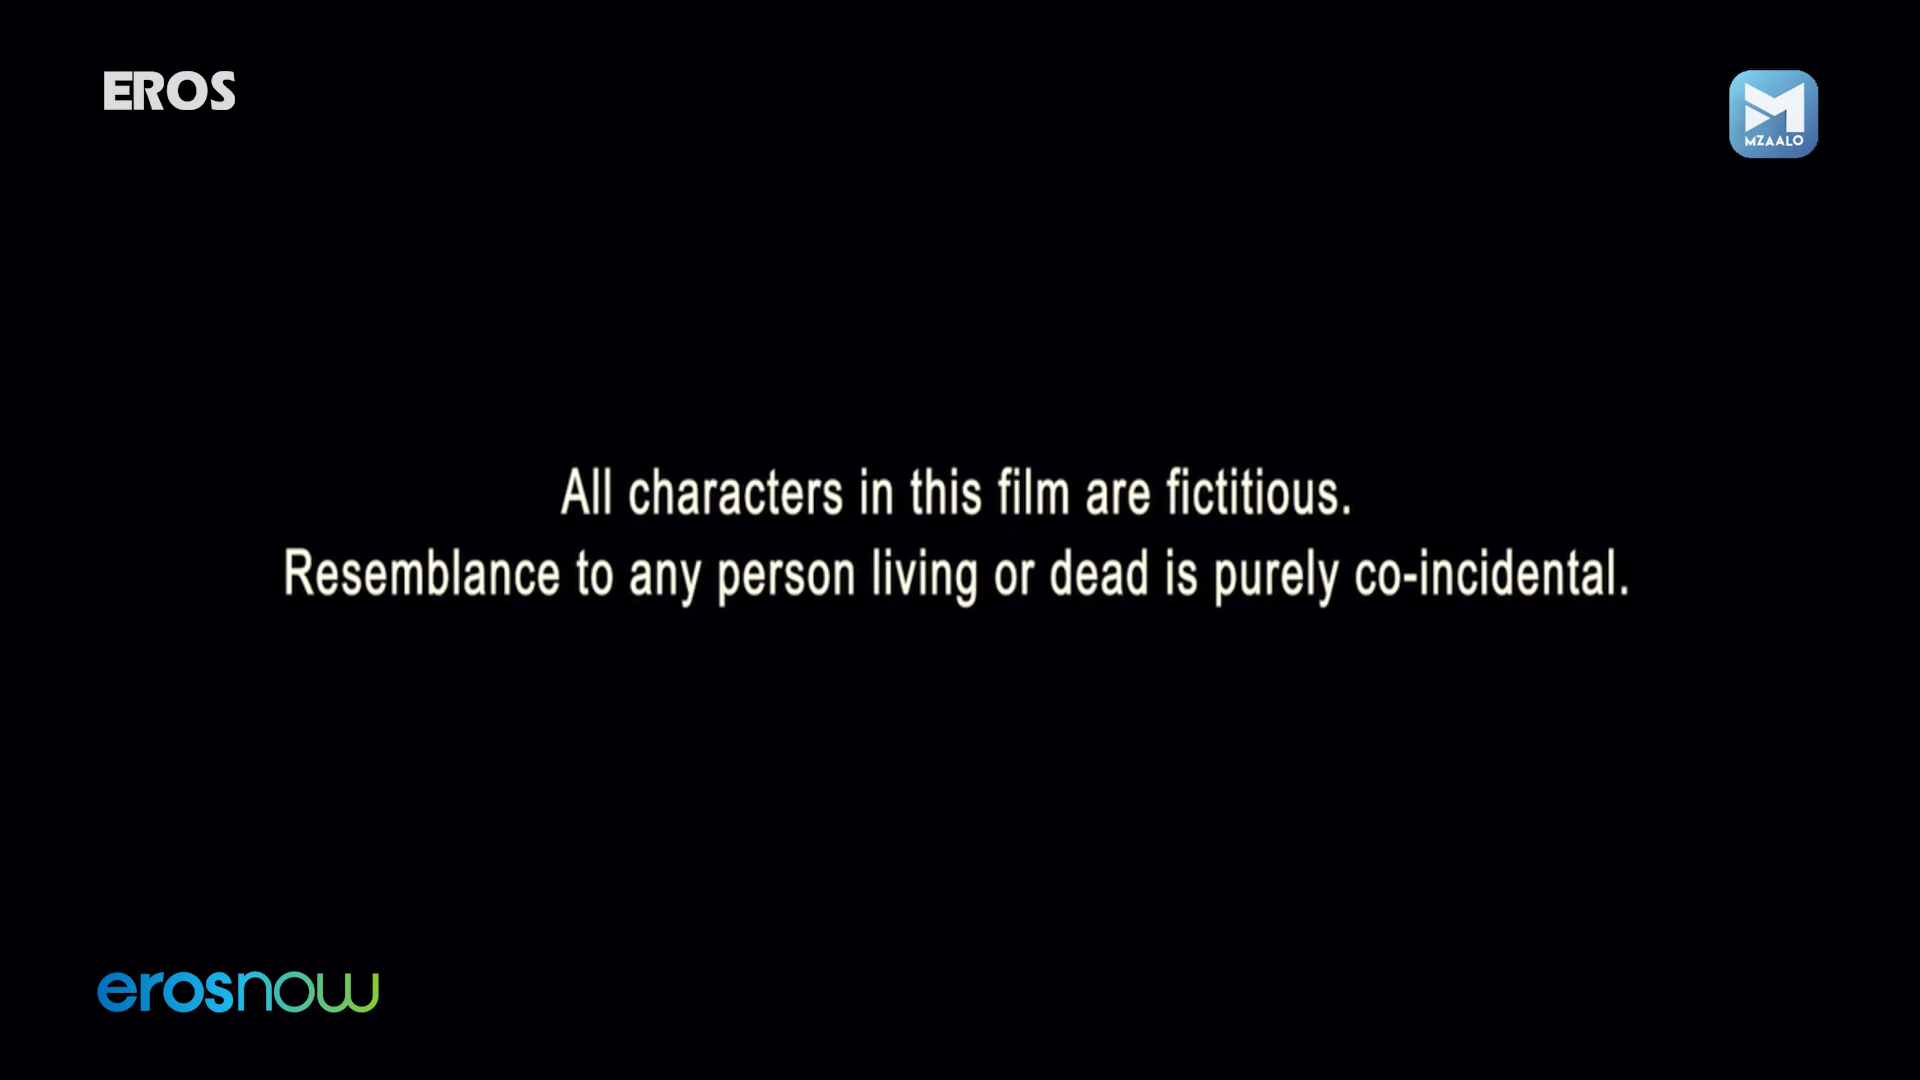 EROS
MZAALO
All characters in this film are fictitious.
Resemblance to any person living or dead is purely co-incidental.
erosnow